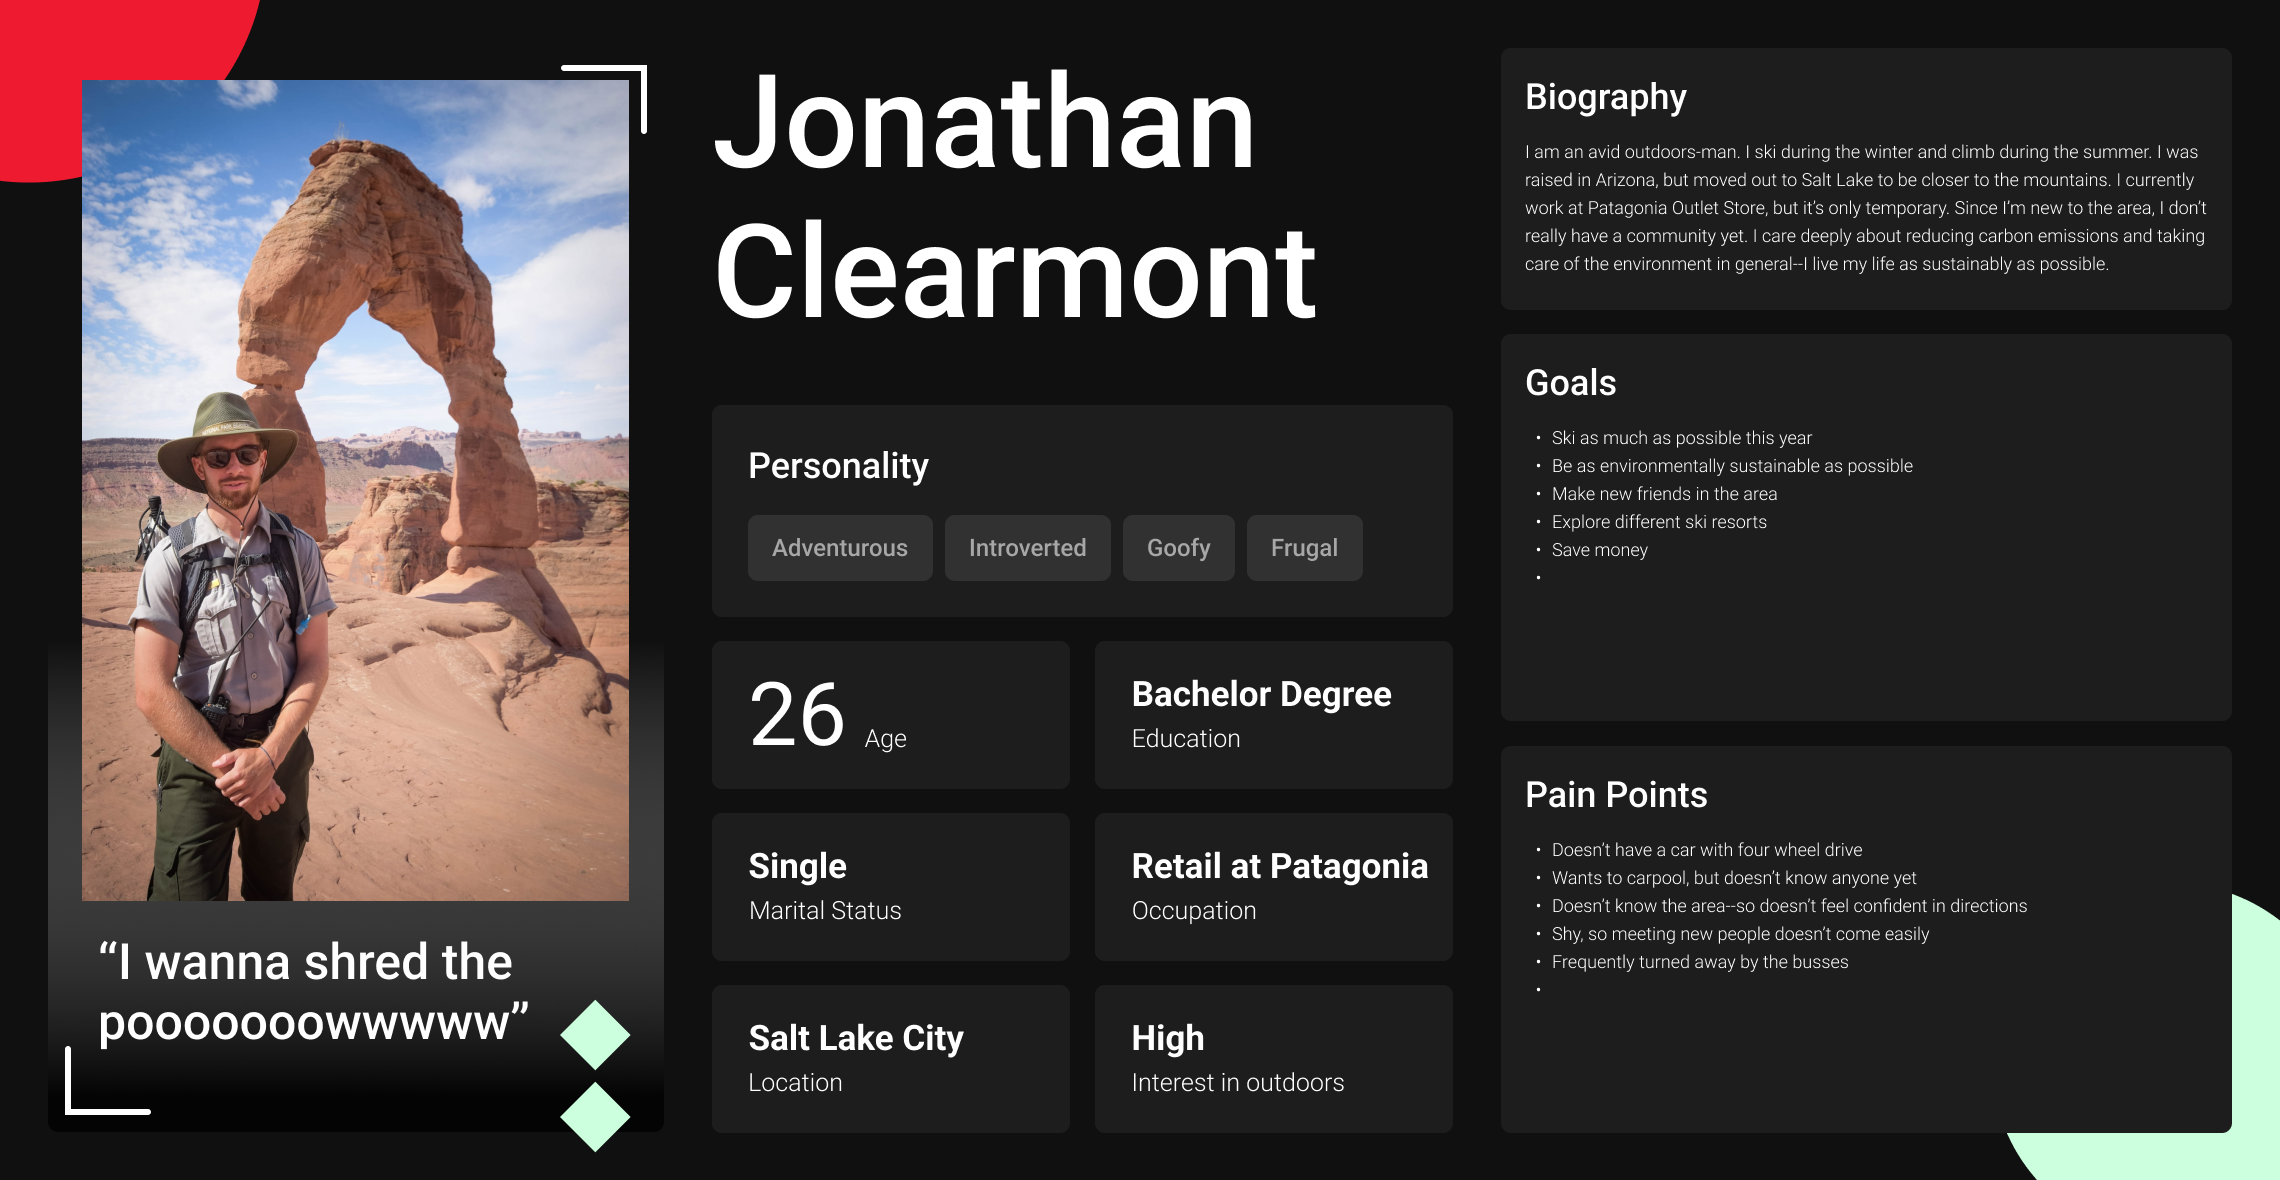 Jonathan
Clearmont
“I wanna shred the
pooooooowwwww”
Personality
Adventurous
Introverted
Goofy
Frugal
26 Age
Bachelor Degree
Education
Single
Marital Status
Retail at Patagonia
Occupation
Salt Lake City
Location
High
Interest in outdoors
Biography
I am an avid outdoors-man. I ski during the winter and climb during the summer. I was
raised in Arizona, but moved out to Salt Lake to be closer to the mountains. I currently
work at Patagonia Outlet Store, but it’s only temporary. Since I’m new to the area, I don’t
really have a community yet. I care deeply about reducing carbon emissions and taking
care of the environment in general--I live my life as sustainably as possible.
Goals
• Ski as much as possible this year
• Be as environmentally sustainable as possible
• Make new friends in the area
• Explore different ski resorts
• Save money
•
Pain Points
• Doesn’t have a car with four wheel drive
• Wants to carpool, but doesn’t know anyone yet
• Doesn’t know the area--so doesn’t feel confident in directions
• Shy, so meeting new people doesn’t come easily
• Frequently turned away by the busses
•